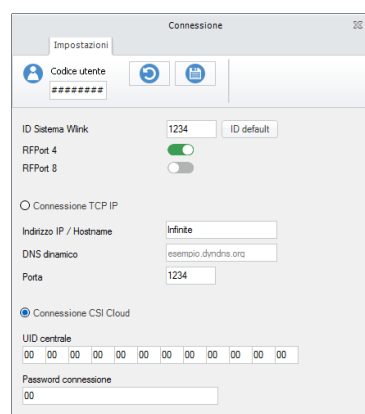 Connessione
Impostazioni
Codice utente
########
ID Sistema Wlink 1234 ID default
RFPort 4
RFPort 8
Connessione TCP IP
Indirizzo IP / Hostname Infinite
DNS dinamico esempio.dyndns.org
Porta 1234
Connessione CSI Cloud
UID centrale
00 00 00 00 00 00 00 00 00 00 00 00
Password connessione
00